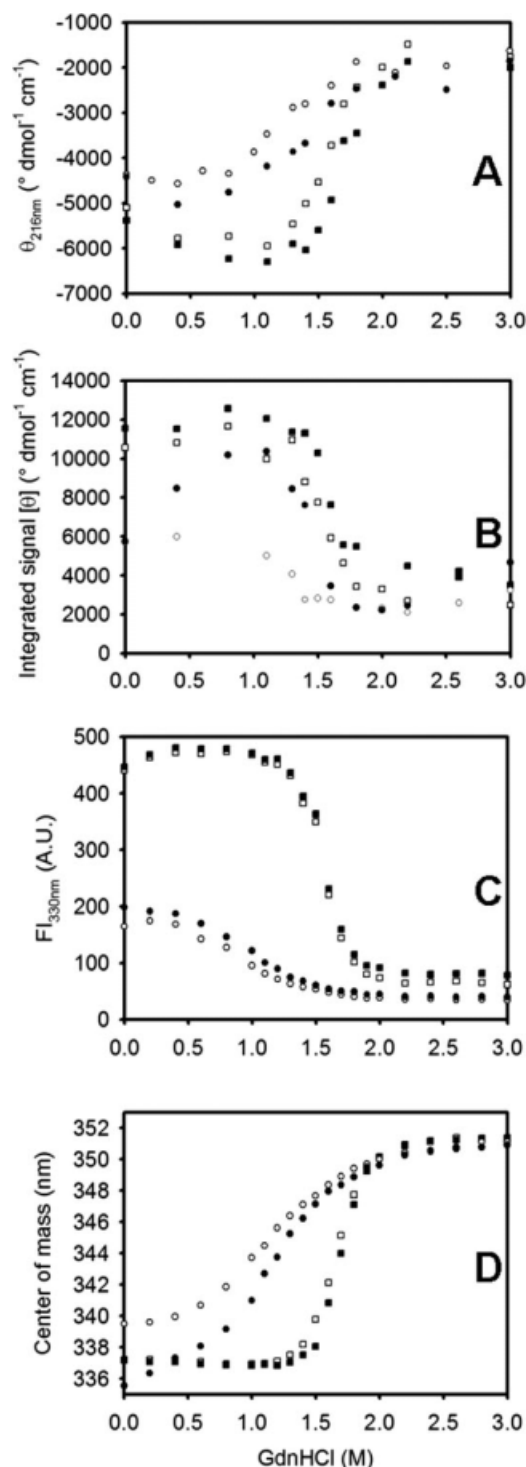 -1000
-2000
-3000
-4000
-5000
-6000
-7000
θ216nm (° dmol-1 cm-1)
A
0.0 0.5 1.0 1.5 2.0 2.5 3.0
14000
12000
10000
8000
6000
4000
2000
0
Integrated signal [θ] (° dmol-1 cm-1)
B
0.0 0.5 1.0 1.5 2.0 2.5 3.0
500
400
300
200
100
0
FI330nm (A.U.)
C
0.0 0.5 1.0 1.5 2.0 2.5 3.0
352
350
348
346
344
342
340
338
336
Center of mass (nm)
D
0.0 0.5 1.0 1.5 2.0 2.5 3.0
GdnHCl (M)